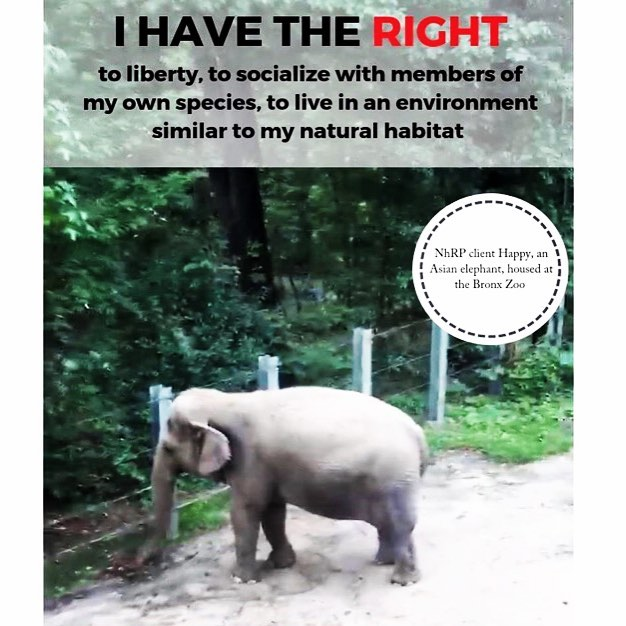 I HAVE THE RIGHT
to liberty, to socialize with members of
my own species, to live in an environment
similar to my natural habitat
NhRP client Happy, an
Asian elephant, housed at
the Bronx Zoo